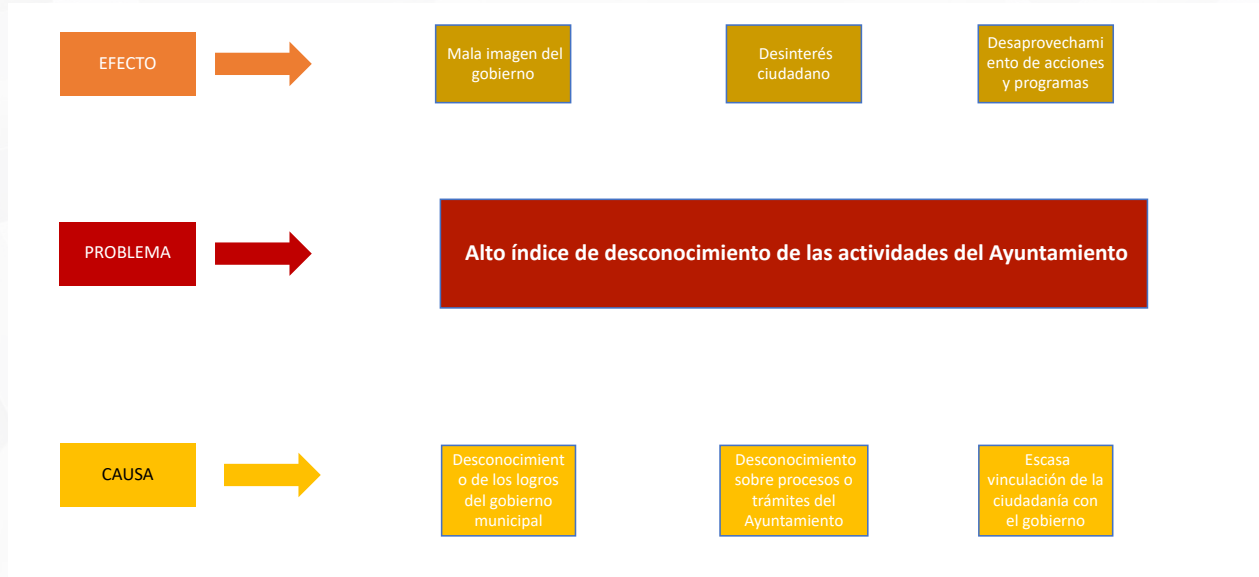 EFECTO
Mala imagen del
gobierno
Desinterés
ciudadano
Desaprovechami
ento de acciones
y programas
PROBLEMA
Alto índice de desconocimiento de las actividades del Ayuntamiento
CAUSA
Desconocimient
o de los logros
del gobierno
municipal
Desconocimiento
sobre procesos o
trámites del
Ayuntamiento
Escasa
vinculación de la
ciudadanía con
el gobierno